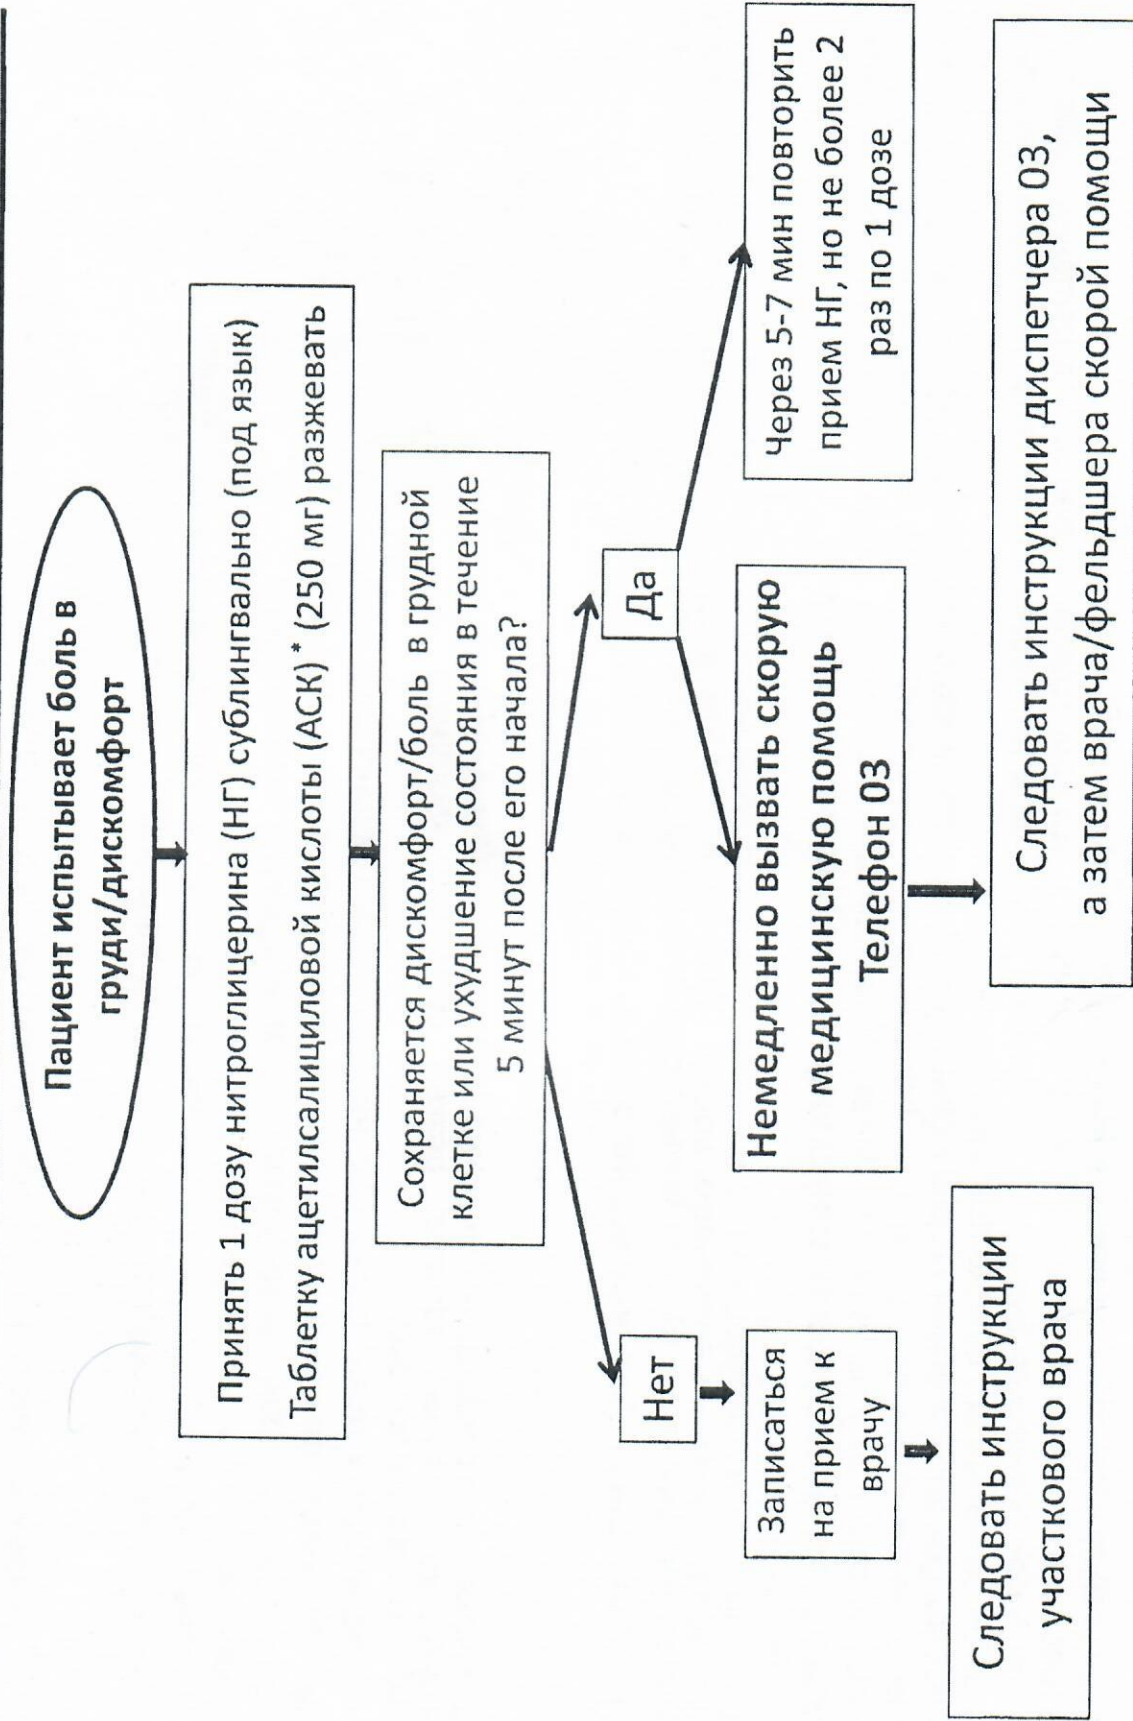 Пациент испытывает боль в
груди/дискомфорт
Принять 1 дозу нитроглицерина (НГ) сублингвально (под язык)
Таблетку ацетилсалициловой кислоты (АСК) * (250 мг) разжевать
Сохраняется дискомфорт/боль в грудной
клетке или ухудшение состояния в течение
5 минут после его начала?
Нет
Да
Записаться
на прием к
врачу
Немедленно вызвать скорую
медицинскую помощь
Телефон 03
Через 5-7 мин повторить
прием НГ, но не более 2
раз по 1 дозе
Следовать инструкции
участкового врача
Следовать инструкции диспетчера 03,
а затем врача/фельдшера скорой помощи